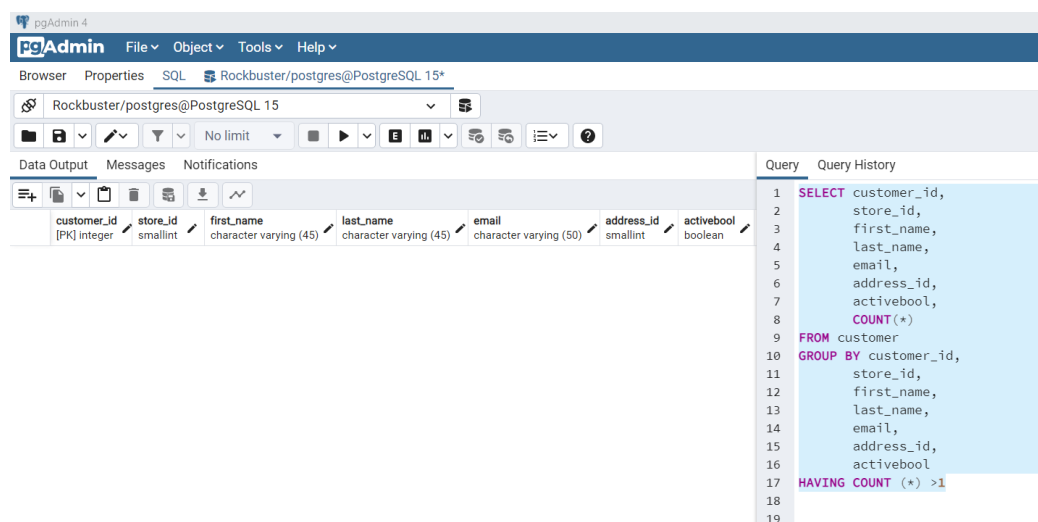 pgAdmin 4
pgAdmin File Object Tools Help
Browser Properties SQL Rockbuster/postgres@PostgreSQL 15*
Rockbuster/postgres@PostgreSQL 15
No limit E
Data Output Messages Notifications
customer_id store_id first_name last_name email address_id activebool
[PK] integer smallint character varying (45) character varying (45) character varying (50) smallint boolean
Query Query History
1 SELECT customer_id,
2 store_id,
3 first_name,
4 last_name,
5 email,
6 address_id,
7 activebool,
8 COUNT(*)
9 FROM customer
10 GROUP BY customer_id,
11 store_id,
12 first_name,
13 last_name,
14 email,
15 address_id,
16 activebool
17 HAVING COUNT (*) >1
18
19